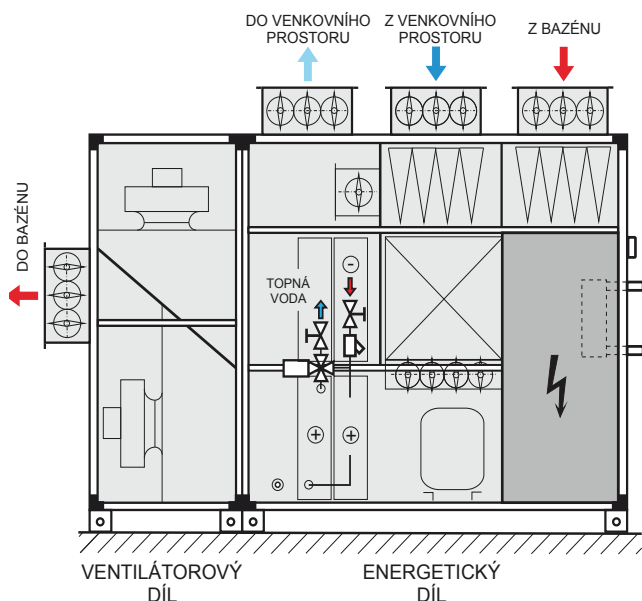 DO VENKOVNÍHO
PROSTORU
Z VENKOVNÍHO
PROSTORU
Z BAZÉNU
DO BAZÉNU
TOPNÁ
VODA
VENTILÁTOROVÝ
DÍL
ENERGETICKÝ
DÍL